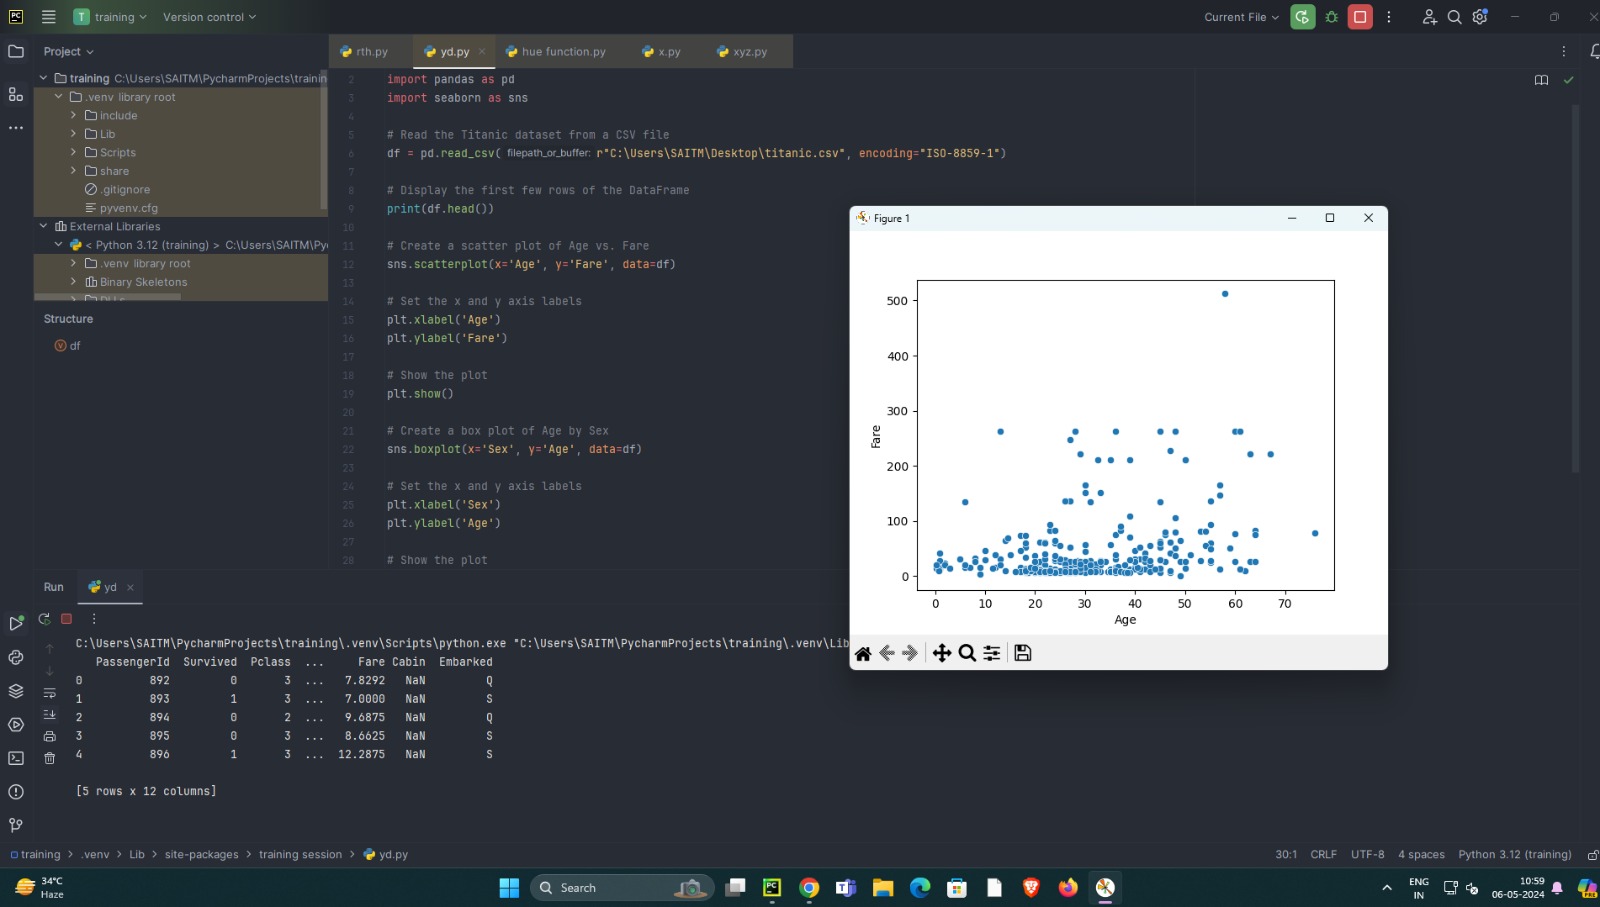 PC
T training
Version control
Current File
Project
rth.py
yd.py
hue function.py
x.py
xyz.py
training C:\Users\SAITM\PycharmProjects\trainin
.venv library root
include
Lib
Scripts
share
.gitignore
pyvenv.cfg
External Libraries
< Python 3.12 (training) > C:\Users\SAITM\Py
.venv library root
Binary Skeletons
Structure
df
2 import pandas as pd
3 import seaborn as sns
4
5 # Read the Titanic dataset from a CSV file
6 df = pd.read_csv( filepath_or_buffer: r"C:\Users\SAITM\Desktop\titanic.csv", encoding="ISO-8859-1")
7
8 # Display the first few rows of the DataFrame
9 print(df.head())
10
11 # Create a scatter plot of Age vs. Fare
12 sns.scatterplot(x='Age', y='Fare', data=df)
13
14 # Set the x and y axis labels
15 plt.xlabel('Age')
16 plt.ylabel('Fare')
17
18 # Show the plot
19 plt.show()
20
21 # Create a box plot of Age by Sex
22 sns.boxplot(x='Sex', y='Age', data=df)
23
24 # Set the x and y axis labels
25 plt.xlabel('Sex')
26 plt.ylabel('Age')
27
28 # Show the plot
Figure 1
500
400
300
200
100
0
Fare
0 10 20 30 40 50 60 70
Age
Run
yd
C:\Users\SAITM\PycharmProjects\training\.venv\Scripts\python.exe "C:\Users\SAITM\PycharmProjects\training\.venv\Lib
PassengerId Survived Pclass ... Fare Cabin Embarked
0 892 0 3 ... 7.8292 NaN Q
1 893 1 3 ... 7.0000 NaN S
2 894 0 2 ... 9.6875 NaN Q
3 895 0 3 ... 8.6625 NaN S
4 896 1 3 ... 12.2875 NaN S
[5 rows x 12 columns]
training > .venv > Lib > site-packages > training session > yd.py
30:1 CRLF UTF-8 4 spaces Python 3.12 (training)
34°C
Haze
Search
PC
ENG
IN
10:59
06-05-2024
PRE